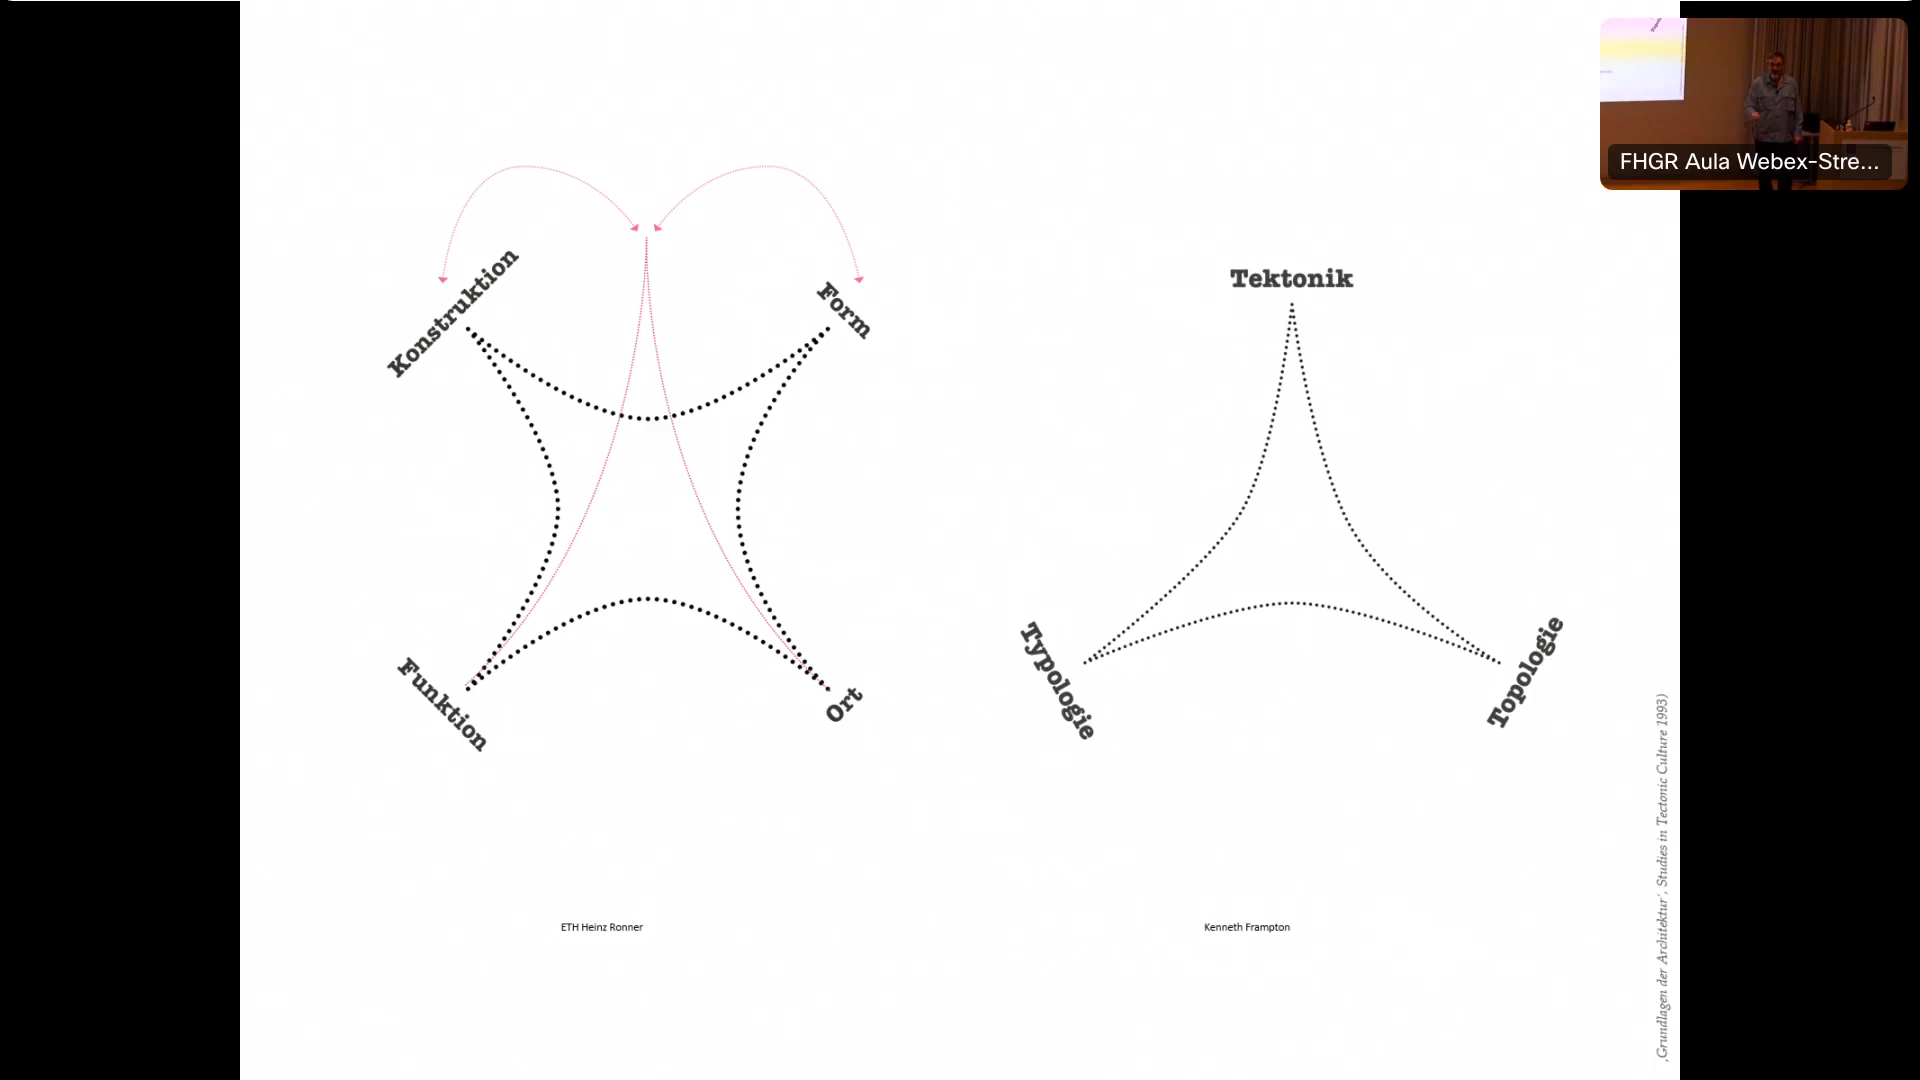 FHGR Aula Webex-Stre...
Konstruktion
Form
Funktion
Ort
ETH Heinz Ronner
Tektonik
Typologie
Topologie
Kenneth Frampton
‚Grundlagen der Architektur‘, Studies in Tectonic Culture 1993)